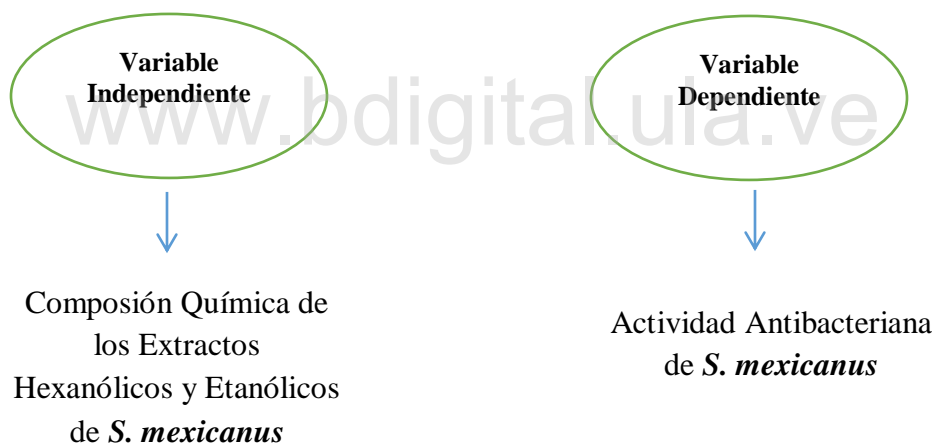 Variable
Independiente
Variable
Dependiente
www.bdigital.ula.ve
Composión Química de
los Extractos
Hexanólicos y Etanólicos
de S. mexicanus
Actividad Antibacteriana
de S. mexicanus